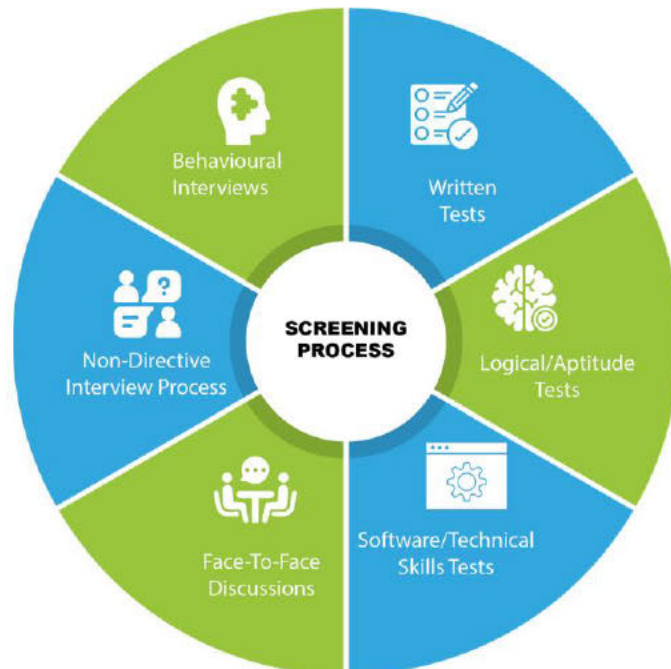 SCREENING
PROCESS
Written
Tests
Logical/Aptitude
Tests
Software/Technical
Skills Tests
Face-To-Face
Discussions
Non-Directive
Interview Process
Behavioural
Interviews
?